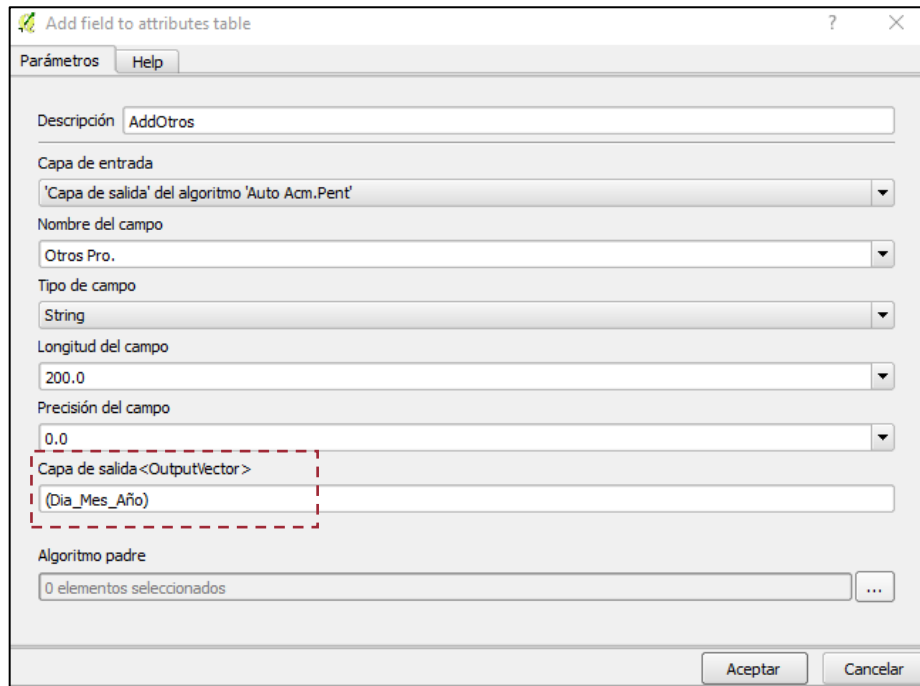 Add field to attributes table
Parámetros Help
Descripción AddOtros
Capa de entrada
'Capa de salida' del algoritmo 'Auto Acm.Pent'
Nombre del campo
Otros Pro.
Tipo de campo
String
Longitud del campo
200.0
Precisión del campo
0.0
Capa de salida<OutputVector>
(Dia_Mes_Año)
Algoritmo padre
0 elementos seleccionados ...
Aceptar Cancelar